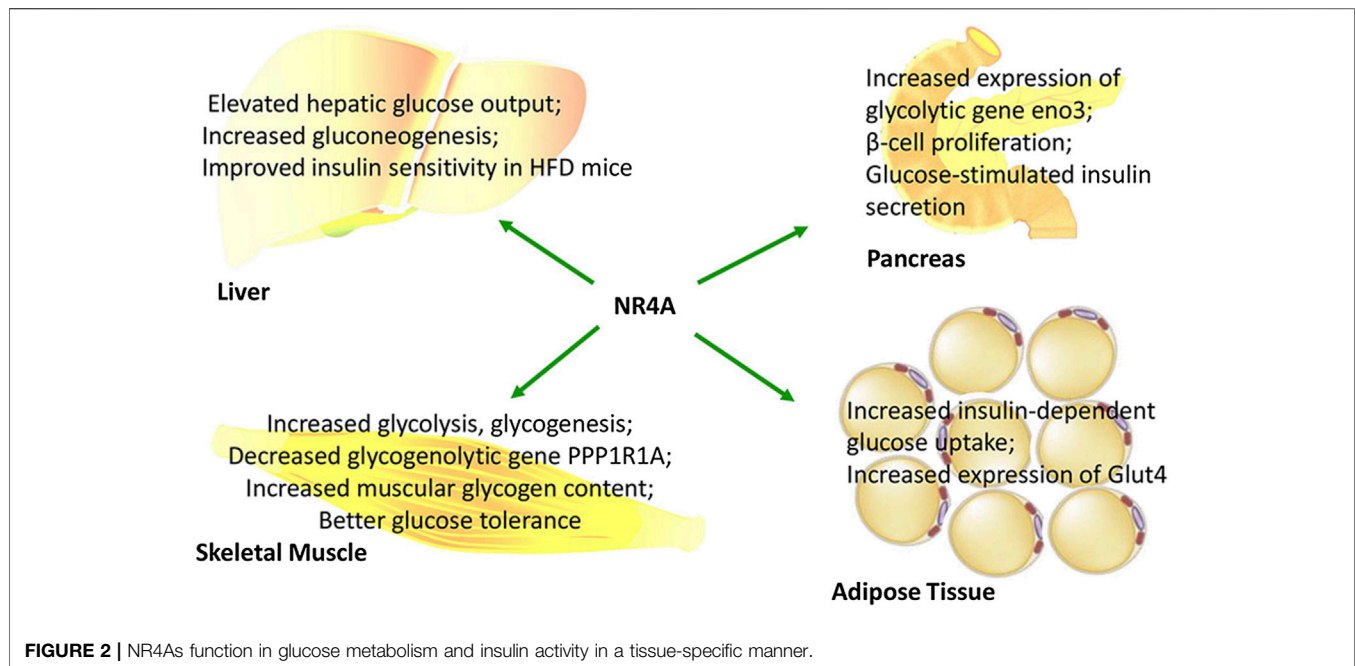 Elevated hepatic glucose output;
Increased gluconeogenesis;
Improved insulin sensitivity in HFD mice
Liver
Increased expression of
glycolytic gene eno3;
β-cell proliferation;
Glucose-stimulated insulin
secretion
Pancreas
NR4A
Increased glycolysis, glycogenesis;
Decreased glycogenolytic gene PPP1R1A;
Increased muscular glycogen content;
Better glucose tolerance
Skeletal Muscle
Increased insulin-dependent
glucose uptake;
Increased expression of Glut4
Adipose Tissue
FIGURE 2 | NR4As function in glucose metabolism and insulin activity in a tissue-specific manner.